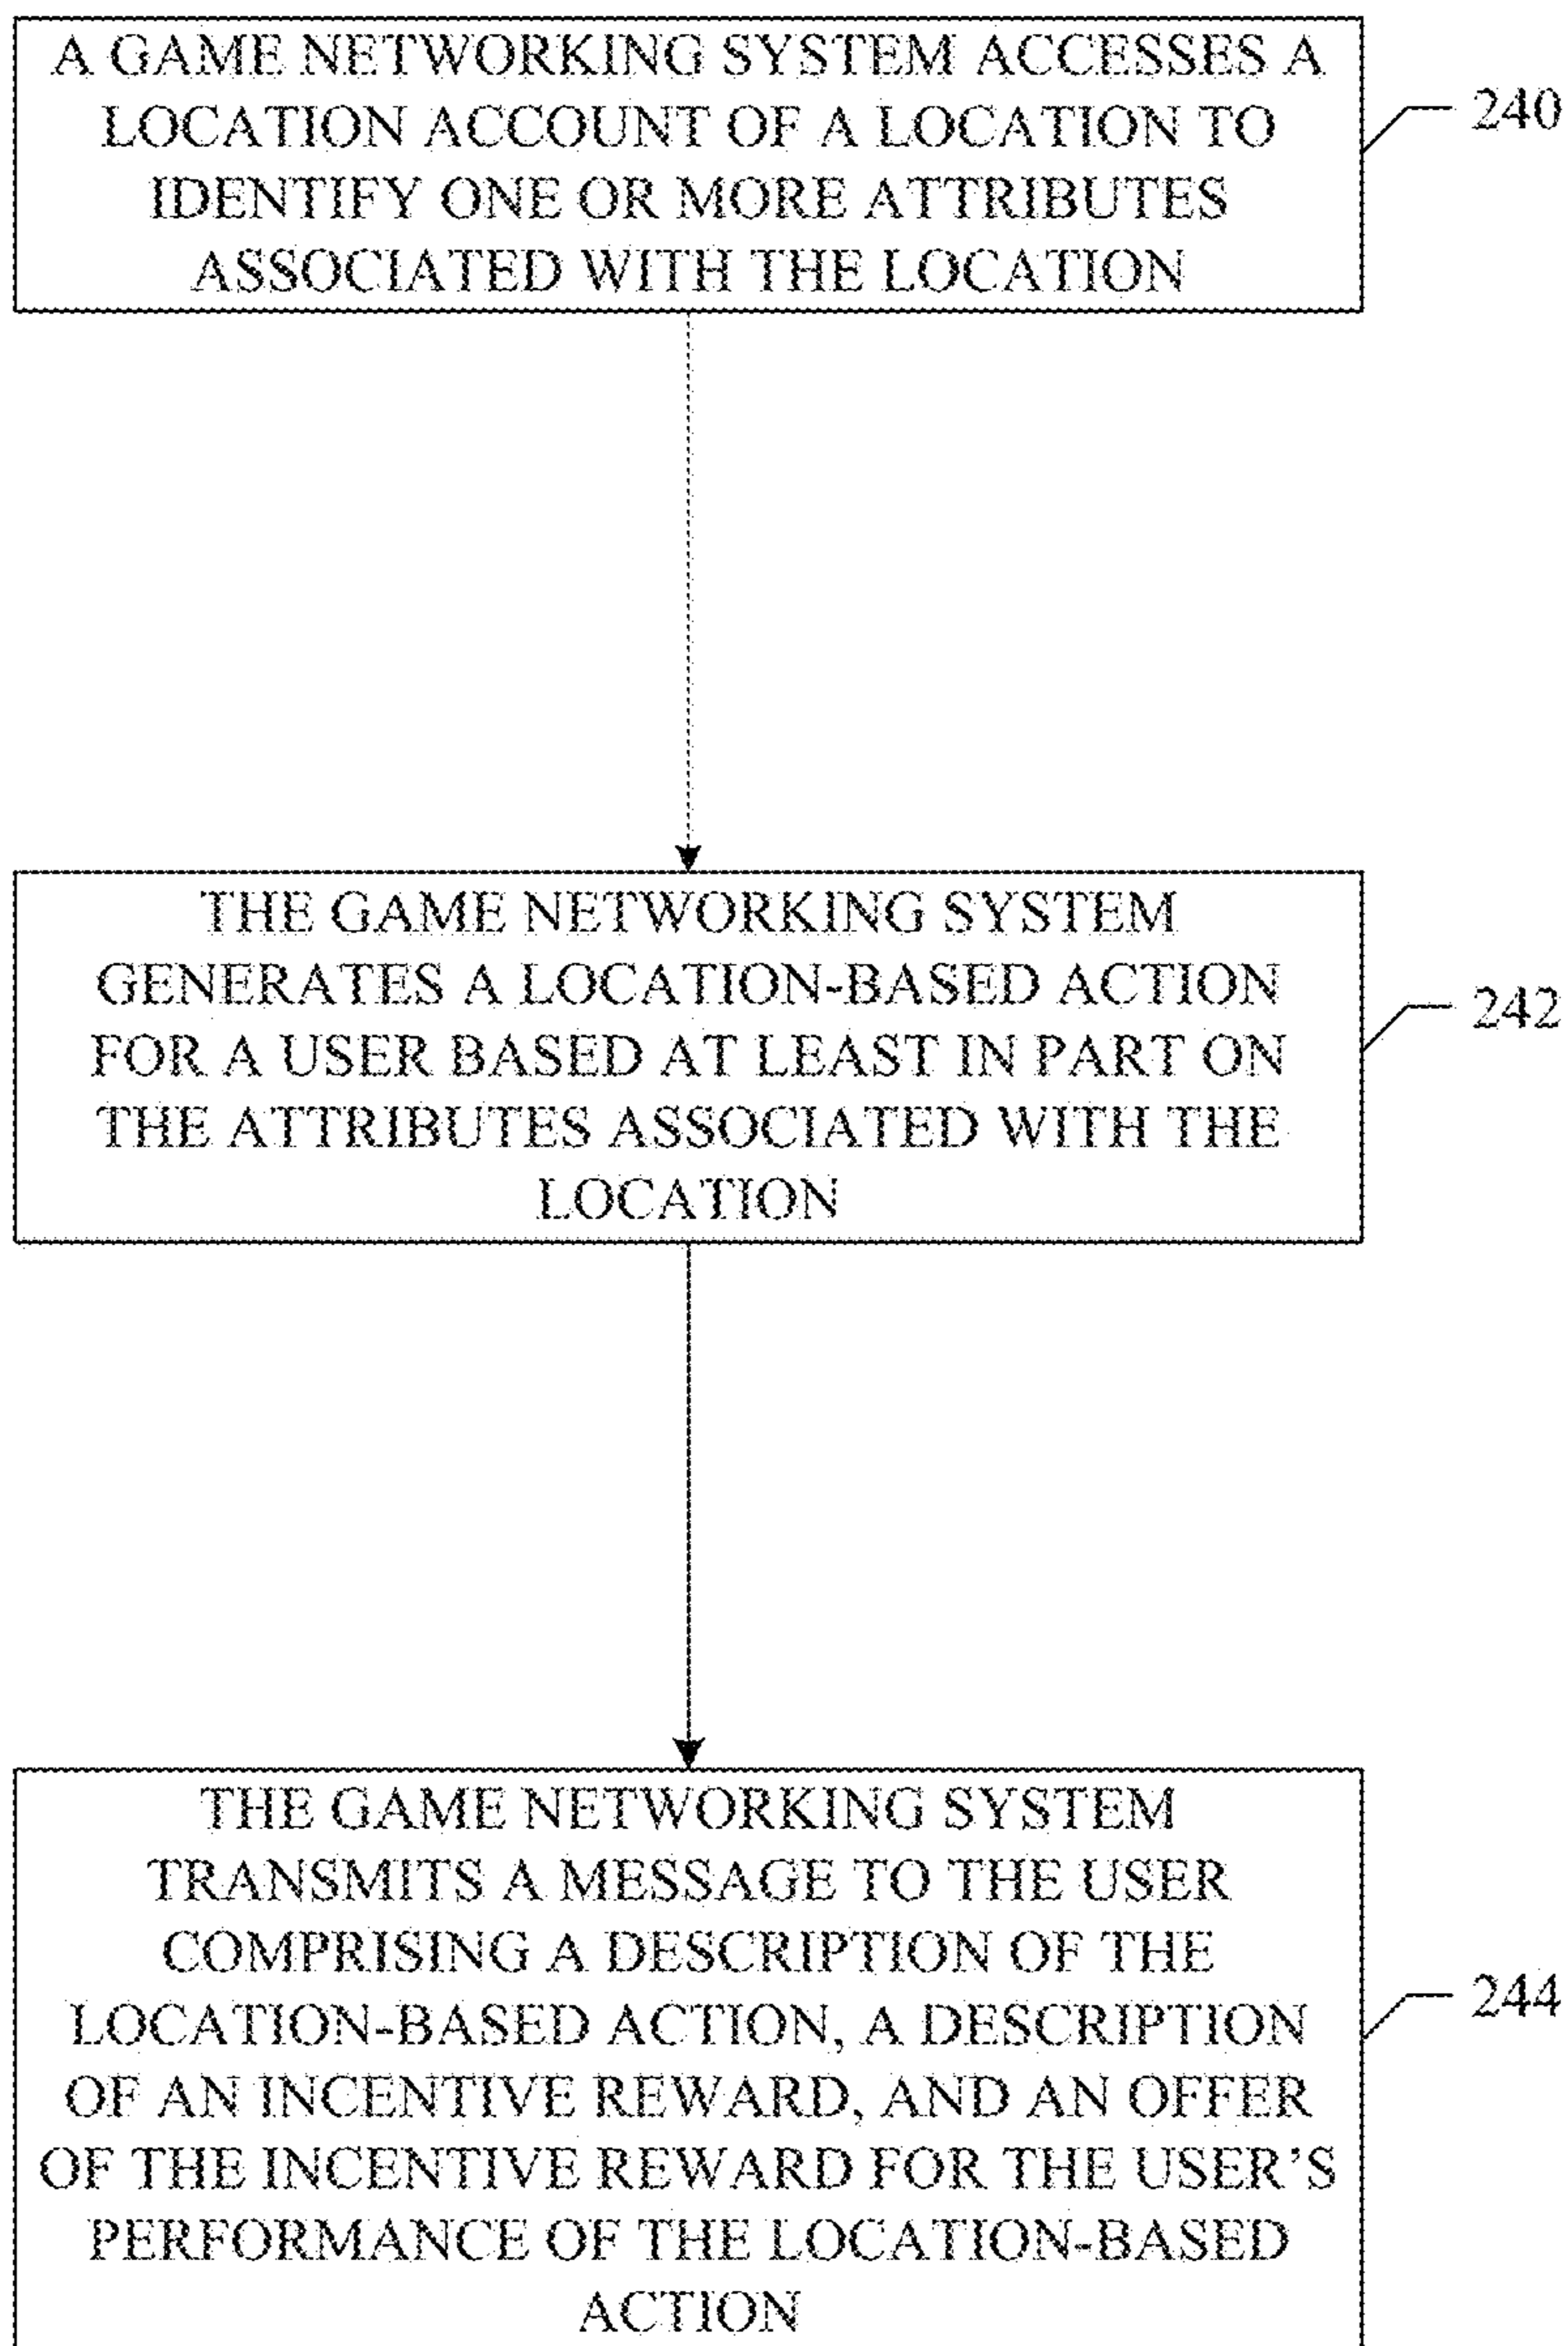 A GAME NETWORKING SYSTEM ACCESSES A
LOCATION ACCOUNT OF A LOCATION TO
IDENTIFY ONE OR MORE ATTRIBUTES
ASSOCIATED WITH THE LOCATION
240
THE GAME NETWORKING SYSTEM
GENERATES A LOCATION-BASED ACTION
FOR A USER BASED AT LEAST IN PART ON
THE ATTRIBUTES ASSOCIATED WITH THE
LOCATION
242
THE GAME NETWORKING SYSTEM
TRANSMITS A MESSAGE TO THE USER
COMPRISING A DESCRIPTION OF THE
LOCATION-BASED ACTION, A DESCRIPTION
OF AN INCENTIVE REWARD, AND AN OFFER
OF THE INCENTIVE REWARD FOR THE USER’S
PERFORMANCE OF THE LOCATION-BASED
ACTION
244